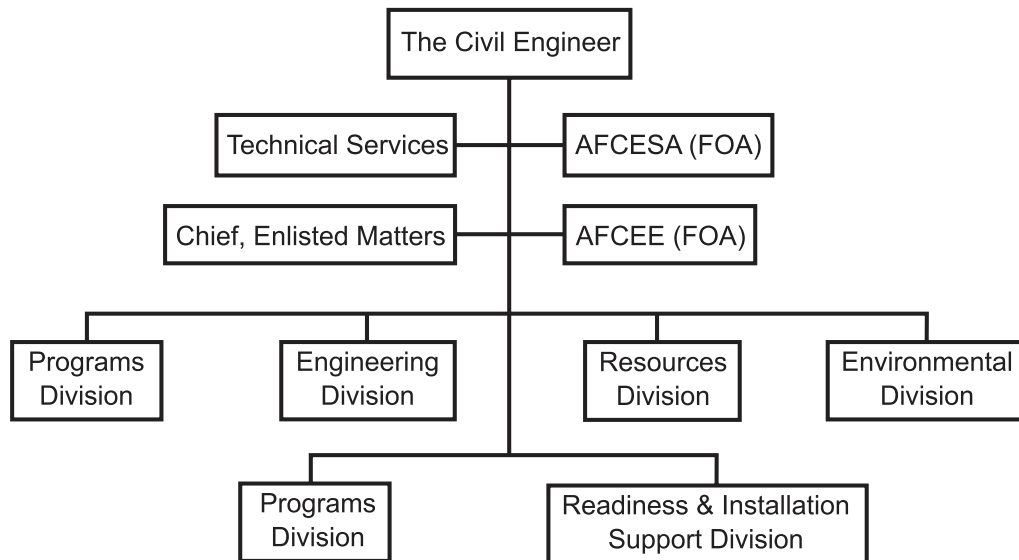 The Civil Engineer
Technical Services
AFCESA (FOA)
Chief, Enlisted Matters
AFCEE (FOA)
Programs
Division
Engineering
Division
Resources
Division
Environmental
Division
Programs
Division
Readiness & Installation
Support Division